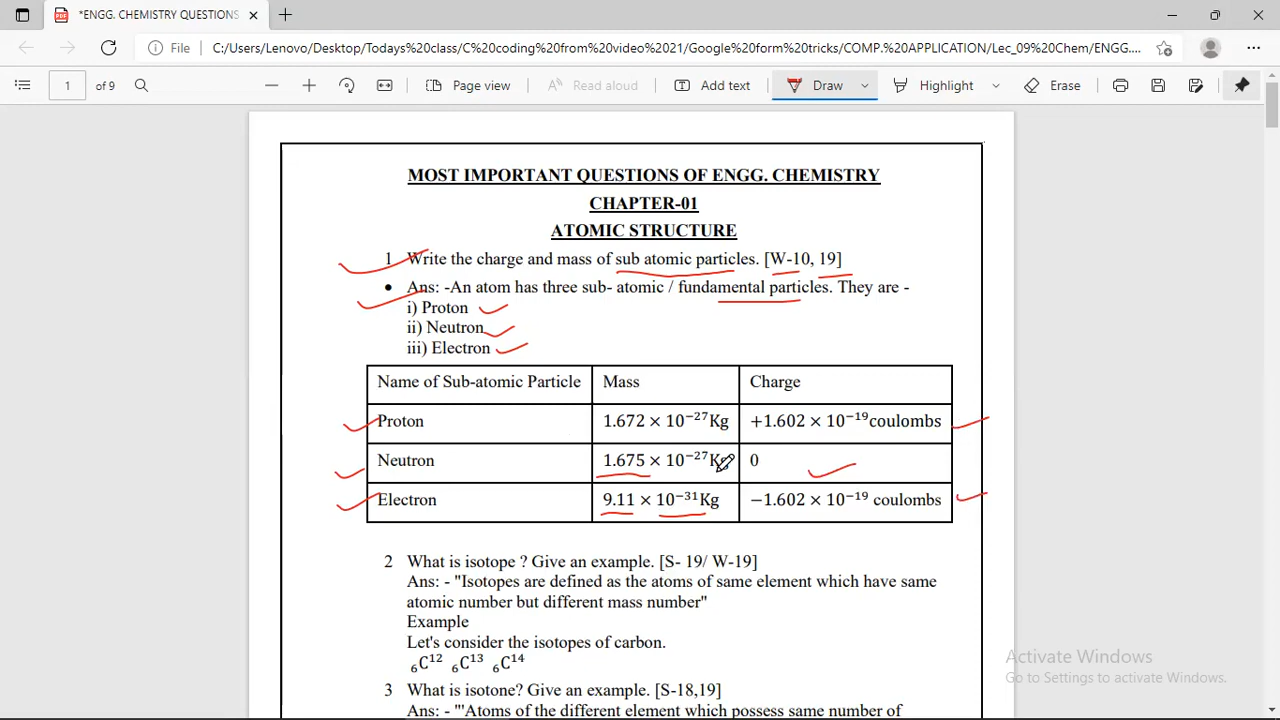 *ENGG. CHEMISTRY QUESTIONS
File C:/Users/Lenovo/Desktop/Todays%20class/C%20coding%20from%20video%202021/Google%20form%20tricks/COMP.%20APPLICATION/Lec_09%20Chem/ENGG....
1 of 9 Page view Read aloud Add text Draw Highlight Erase
MOST IMPORTANT QUESTIONS OF ENGG. CHEMISTRY
CHAPTER-01
ATOMIC STRUCTURE
1 Write the charge and mass of sub atomic particles. [W-10, 19]
• Ans: -An atom has three sub- atomic / fundamental particles. They are -
i) Proton
ii) Neutron
iii) Electron
Name of Sub-atomic Particle Mass Charge
Proton 1.672 × 10⁻²⁷Kg +1.602 × 10⁻¹⁹coulombs
Neutron 1.675 × 10⁻²⁷Kg 0
Electron 9.11 × 10⁻³¹Kg −1.602 × 10⁻¹⁹ coulombs
2 What is isotope ? Give an example. [S- 19/ W-19]
Ans: - "Isotopes are defined as the atoms of same element which have same
atomic number but different mass number"
Example
Let's consider the isotopes of carbon.
₆C¹² ₆C¹³ ₆C¹⁴
3 What is isotone? Give an example. [S-18,19]
Ans: - "'Atoms of the different element which possess same number of
Activate Windows
Go to Settings to activate Windows.